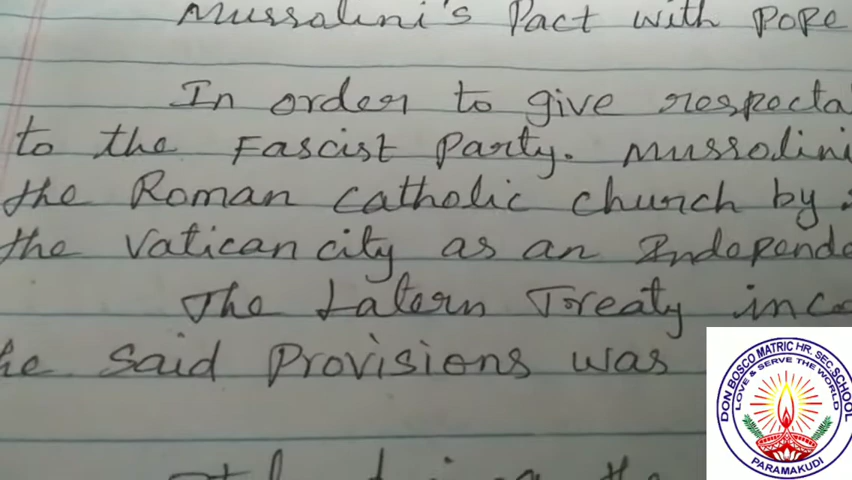 Mussolini's Pact with Pope
In order to give respecta
to the Fascist Party. Mussolini
the Roman catholic church by
the Vatican city as an Independe
The Latern Treaty inco
he said Provisions was
the
DON BOSCO MATRIC HR. SEC. SCHOOL
LOVE & SERVE THE WORLD
PARAMAKUDI